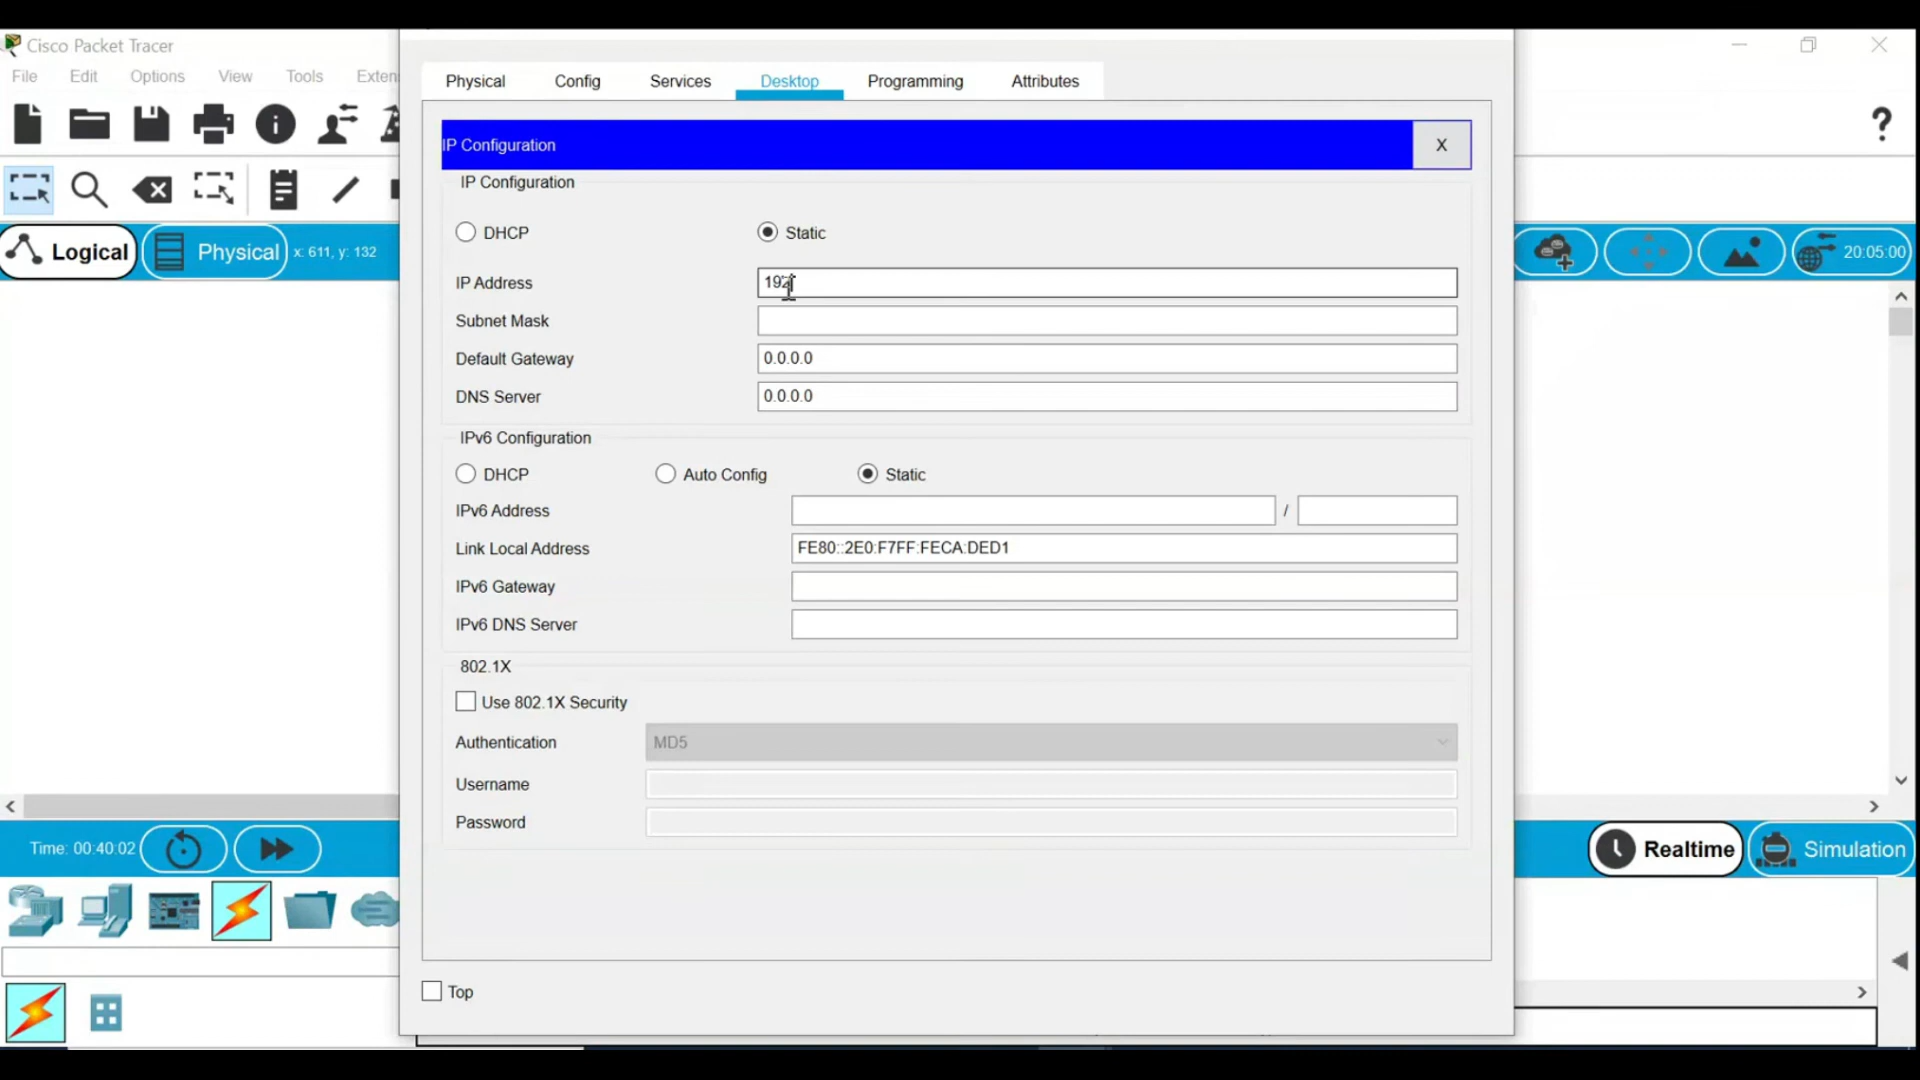 Cisco Packet Tracer
File Edit Options View Tools Exten
Physical Config Services Desktop Programming Attributes
IP Configuration X
IP Configuration
Logical Physical x: 611, y: 132
20:05:00
DHCP Static
IP Address 192
Subnet Mask
Default Gateway 0.0.0.0
DNS Server 0.0.0.0
IPv6 Configuration
DHCP Auto Config Static
IPv6 Address /
Link Local Address FE80::2E0:F7FF:FECA:DED1
IPv6 Gateway
IPv6 DNS Server
802.1X
Use 802.1X Security
Authentication MD5
Username
Password
Time: 00:40:02
Realtime Simulation
Top